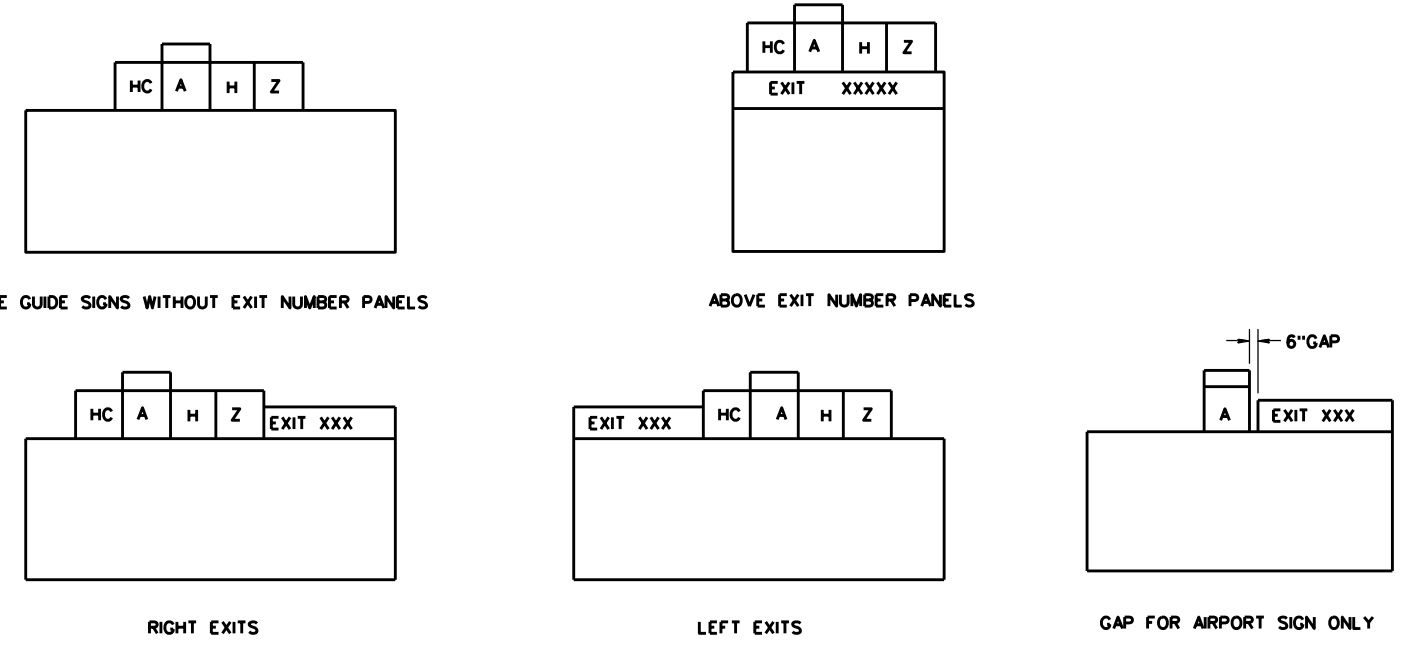 HC A H Z
HC A H Z
EXIT XXXXX
E GUIDE SIGNS WITHOUT EXIT NUMBER PANELS
ABOVE EXIT NUMBER PANELS
6"GAP
HC A H Z EXIT XXX
EXIT XXX HC A H Z
A EXIT XXX
RIGHT EXITS
LEFT EXITS
GAP FOR AIRPORT SIGN ONLY